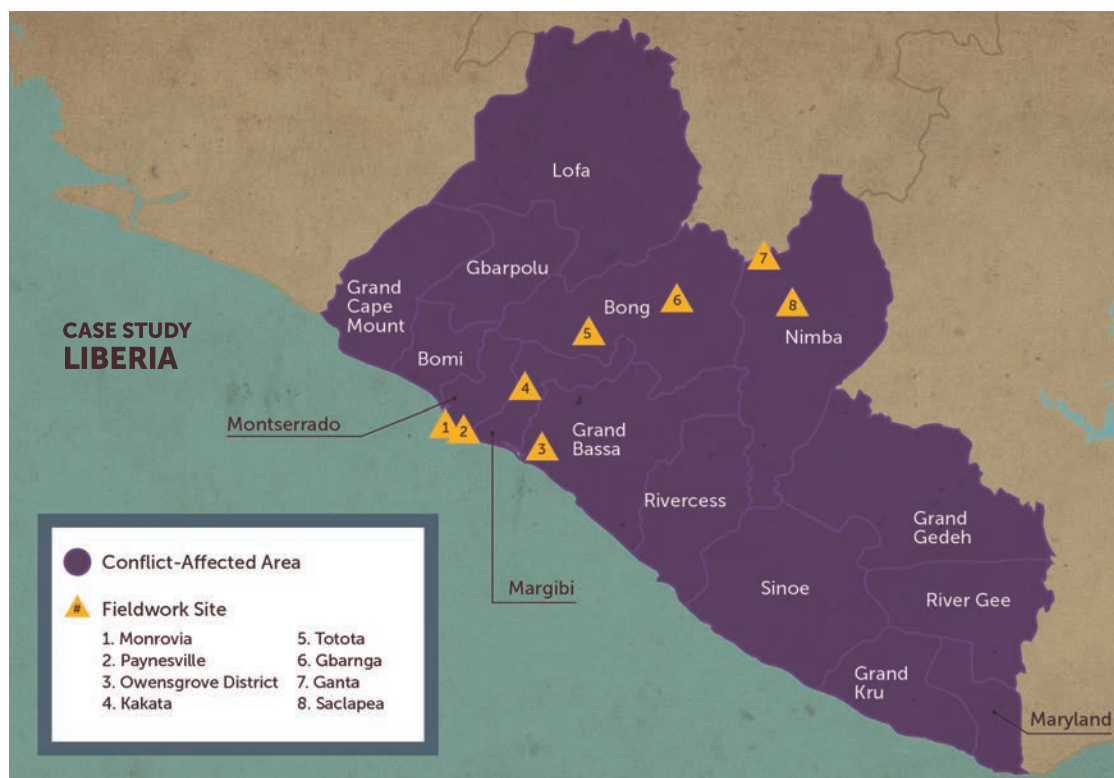 CASE STUDY
LIBERIA
Lofa
Gbarpolu
Grand
Cape
Mount
Bong
Bomi
Nimba
Montserrado
Grand
Bassa
Rivercess
Grand
Gedeh
Margibi
Sinoe
River Gee
Grand
Kru
Maryland
1
2
3
4
5
6
7
8
Conflict-Affected Area
# Fieldwork Site
1. Monrovia
2. Paynesville
3. Owensgrove District
4. Kakata
5. Totota
6. Gbarnga
7. Ganta
8. Saclapea